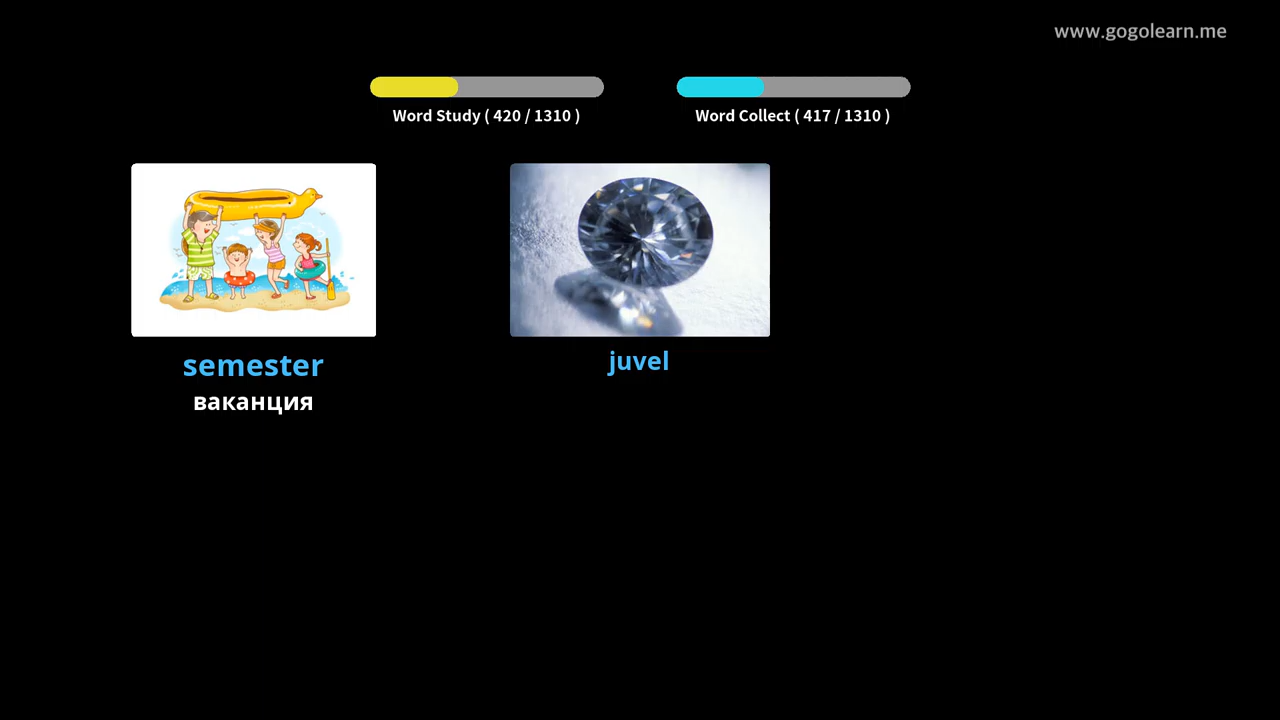 www.gogolearn.me
Word Study ( 420 / 1310 )
Word Collect ( 417 / 1310 )
semester
ваканция
juvel